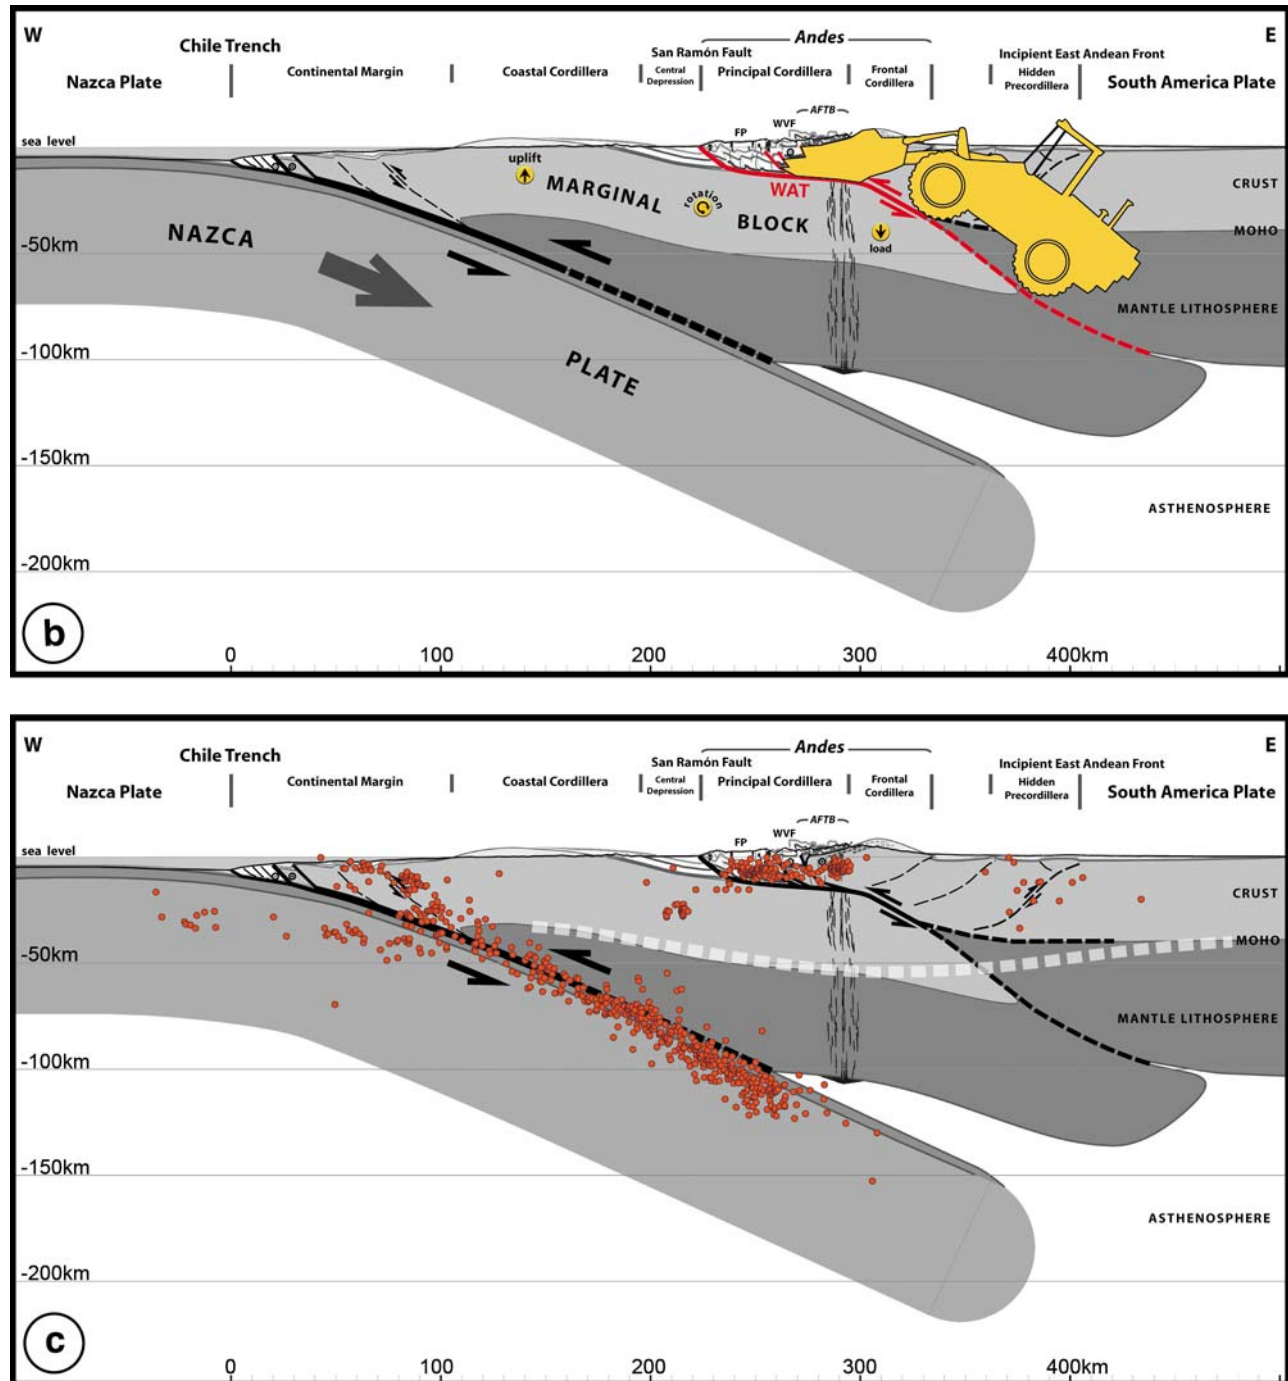 W
E
Andes
Chile Trench
San Ramón Fault
Incipient East Andean Front
Nazca Plate
Continental Margin
Coastal Cordillera
Central
Depression
Principal Cordillera
Frontal
Cordillera
Hidden
Precordillera
South America Plate
AFTB
FP
WVF
sea level
uplift
MARGINAL
rotation
WAT
BLOCK
load
CRUST
MOHO
NAZCA
-50km
MANTLE LITHOSPHERE
PLATE
-100km
-150km
ASTHENOSPHERE
-200km
b
0 100 200 300 400km
W
E
Andes
Chile Trench
San Ramón Fault
Incipient East Andean Front
Nazca Plate
Continental Margin
Coastal Cordillera
Central
Depression
Principal Cordillera
Frontal
Cordillera
Hidden
Precordillera
South America Plate
AFTB
FP
WVF
sea level
CRUST
MOHO
-50km
MANTLE LITHOSPHERE
-100km
-150km
ASTHENOSPHERE
-200km
c
0 100 200 300 400km